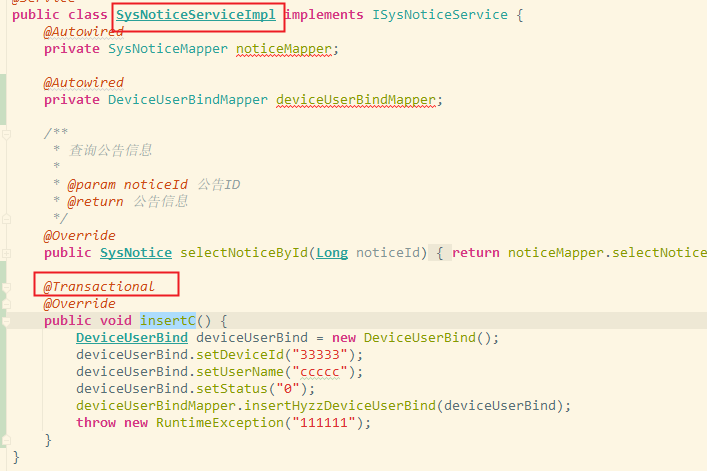 @Service
public class SysNoticeServiceImpl implements ISysNoticeService {
@Autowired
private SysNoticeMapper noticeMapper;
@Autowired
private DeviceUserBindMapper deviceUserBindMapper;
/**
* 查询公告信息
*
* @param noticeId 公告ID
* @return 公告信息
*/
@Override
public SysNotice selectNoticeById(Long noticeId) { return noticeMapper.selectNotice
@Transactional
@Override
public void insertC() {
DeviceUserBind deviceUserBind = new DeviceUserBind();
deviceUserBind.setDeviceId("33333");
deviceUserBind.setUserName("ccccc");
deviceUserBind.setStatus("0");
deviceUserBindMapper.insertHyzzDeviceUserBind(deviceUserBind);
throw new RuntimeException("111111");
}
}